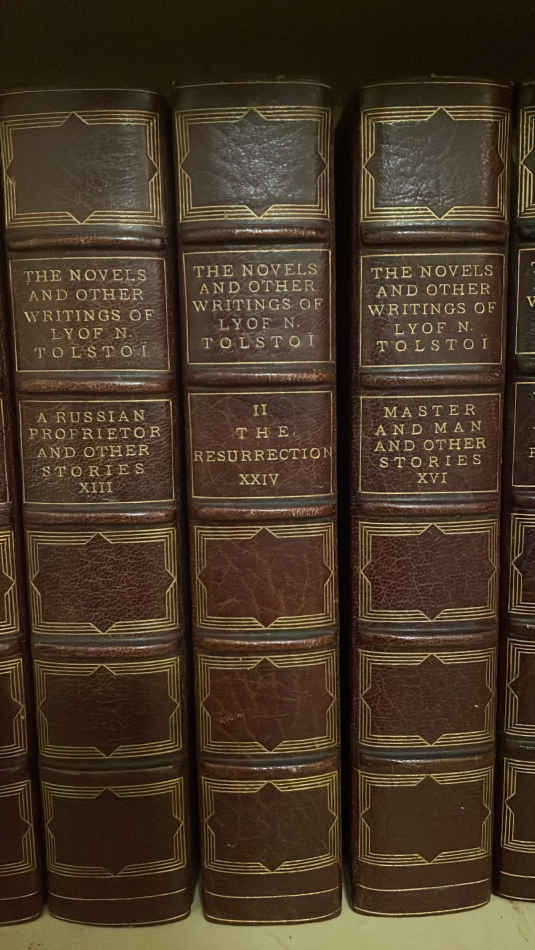 THE NOVELS
AND OTHER
WRITINGS OF
LYOF N.
TOLSTOI
A RUSSIAN
PROPRIETOR
AND OTHER
STORIES
XIII
THE NOVELS
AND OTHER
WRITINGS OF
LYOF N.
TOLSTOI
II
THE
RESURRECTION
XXIV
THE NOVELS
AND OTHER
WRITINGS OF
LYOF N.
TOLSTOI
MASTER
AND MAN
AND OTHER
STORIES
XVI